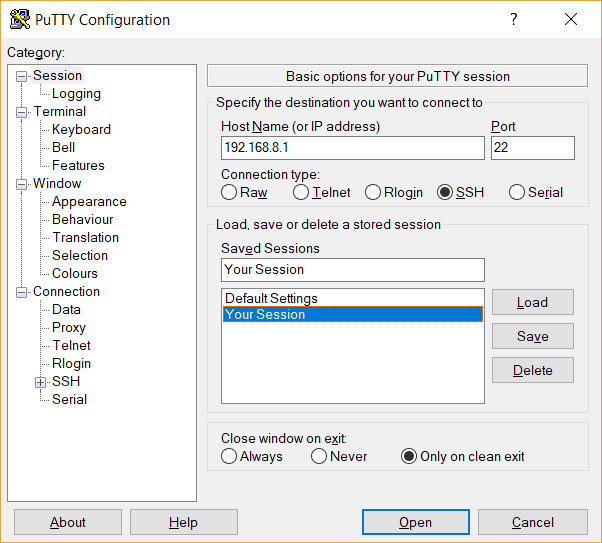 PuTTY Configuration
?
Category:
Session
Logging
Terminal
Keyboard
Bell
Features
Window
Appearance
Behaviour
Translation
Selection
Colours
Connection
Data
Proxy
Telnet
Rlogin
SSH
Serial
Basic options for your PuTTY session
Specify the destination you want to connect to
Host Name (or IP address) Port
192.168.8.1 22
Connection type:
Raw Telnet Rlogin SSH Serial
Load, save or delete a stored session
Saved Sessions
Your Session
Default Settings
Your Session
Load
Save
Delete
Close window on exit:
Always Never Only on clean exit
About Help Open Cancel